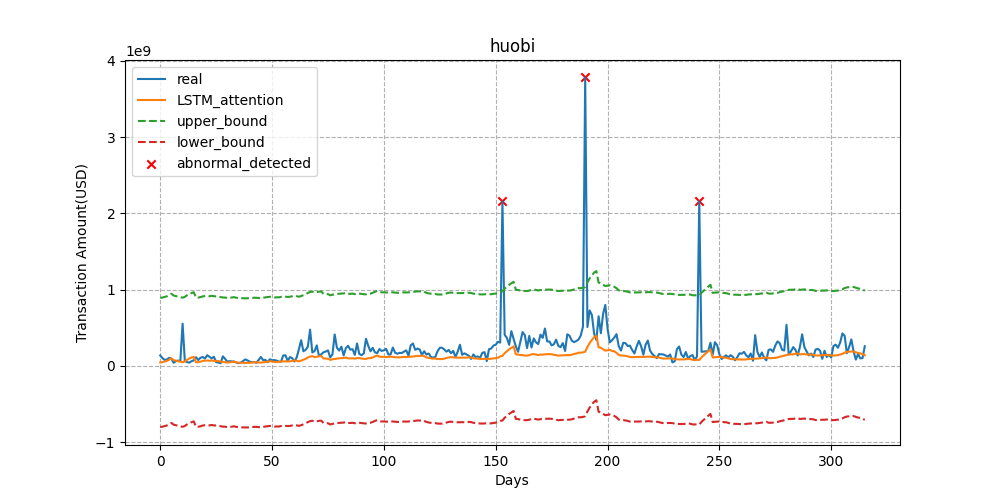 huobi
1e9
real
LSTM_attention
upper_bound
lower_bound
abnormal_detected
4
3
2
1
0
−1
Transaction Amount(USD)
0 50 100 150 200 250 300
Days